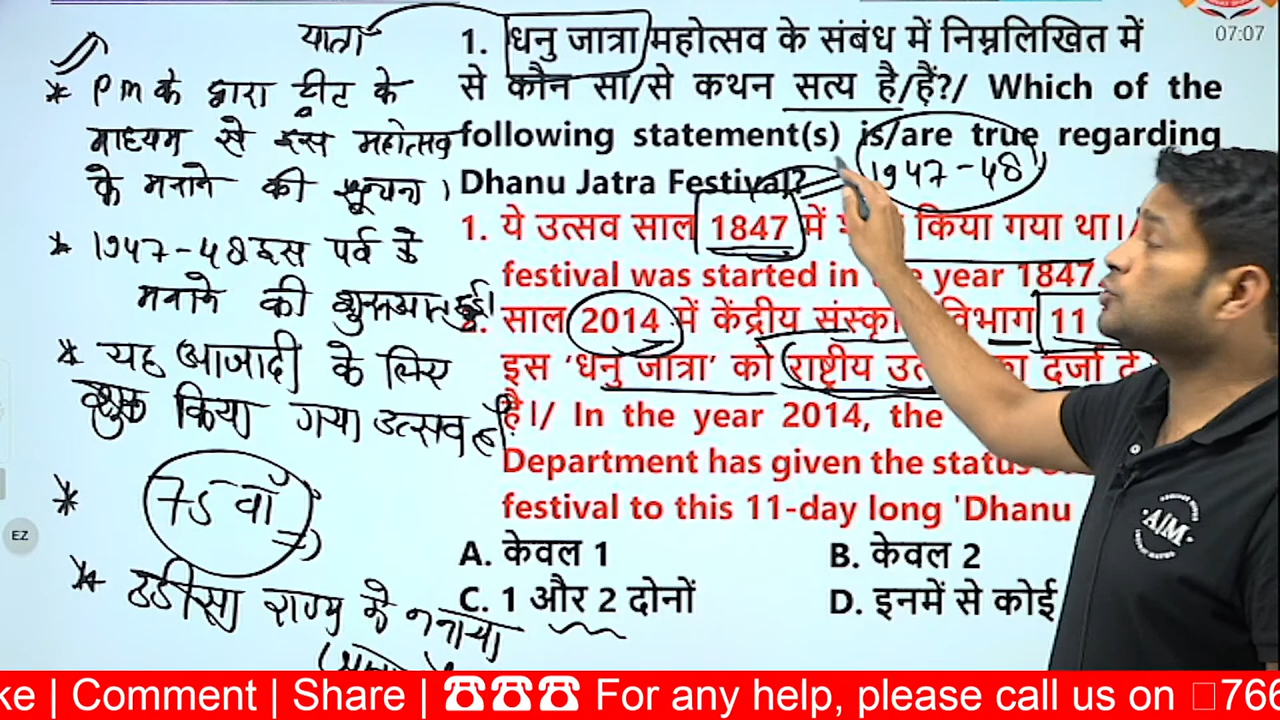 07:07
याता
1. धनु जात्रा महोत्सव के संबंध में निम्नलिखित में
से कौन सा/से कथन सत्य है/हैं?/ Which of the
following statement(s) is/are true regarding
Dhanu Jatra Festival?
1947-48
1. ये उत्सव साल 1847 में किया गया था।/
festival was started in year 1847
साल 2014 में केंद्रीय विभाग 11
इस ‘धनु जात्रा’ को राष्ट्रीय दर्जा दे
है।/ In the year 2014, the
Department has given the status
festival to this 11-day long 'Dhanu
A. केवल 1
B. केवल 2
C. 1 और 2 दोनों
D. इनमें से कोई
* PM के द्वारा ट्वीट के
माध्यम से इस महोत्सव
के मनाने की सूचना।
* 1947-48 इस पर्व के
मनाने की शुरूआत हुई।
* यह आजादी के लिए
शुरू किया गया उत्सव है।
* 75 वाँ
* उडीसा राज्य में मनाया
EZ
AIM
ke | Comment | Share | ☎☎☎ For any help, please call us on 766